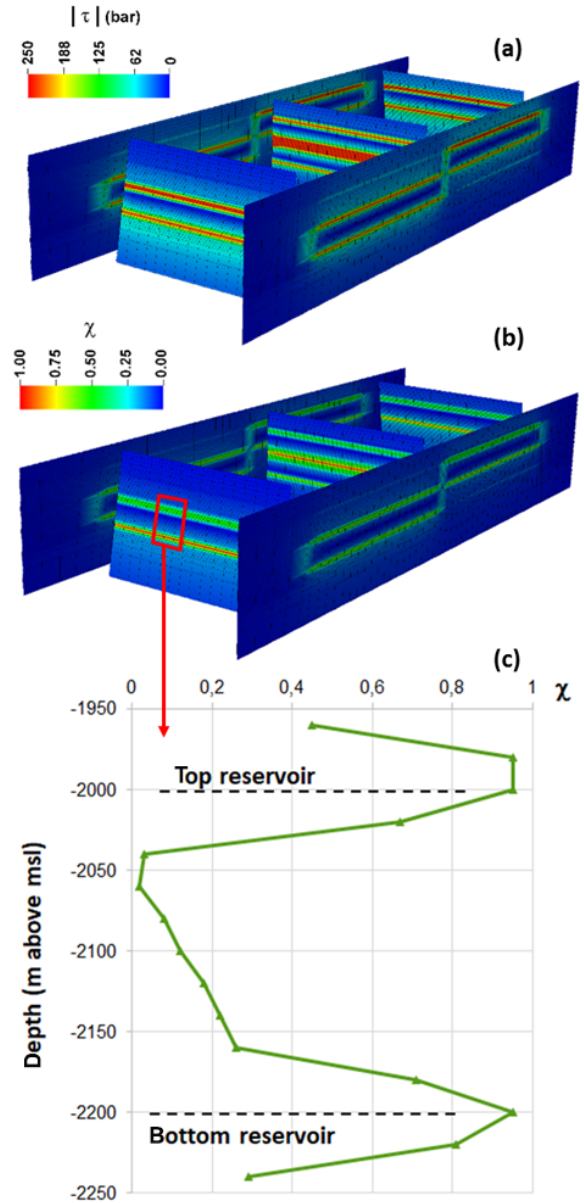 | τ | (bar)
250
188
125
62
0
(a)
χ
1.00
0.75
0.50
0.25
0.00
(b)
(c)
0 0,2 0,4 0,6 0,8 1 χ
-1950
Top reservoir
-2000
-2050
-2100
-2150
-2200
Bottom reservoir
-2250
Depth (m above msl)